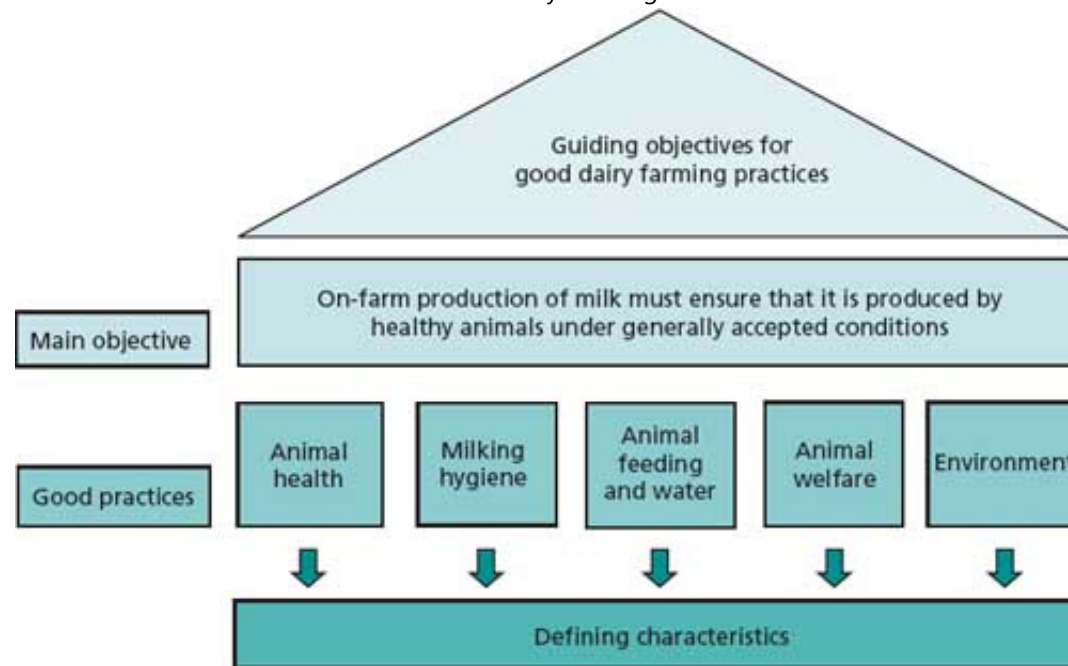 Guiding objectives for
good dairy farming practices
On-farm production of milk must ensure that it is produced by
healthy animals under generally accepted conditions
Main objective
Animal
health
Milking
hygiene
Animal
feeding
and water
Animal
welfare
Environment
Good practices
Defining characteristics